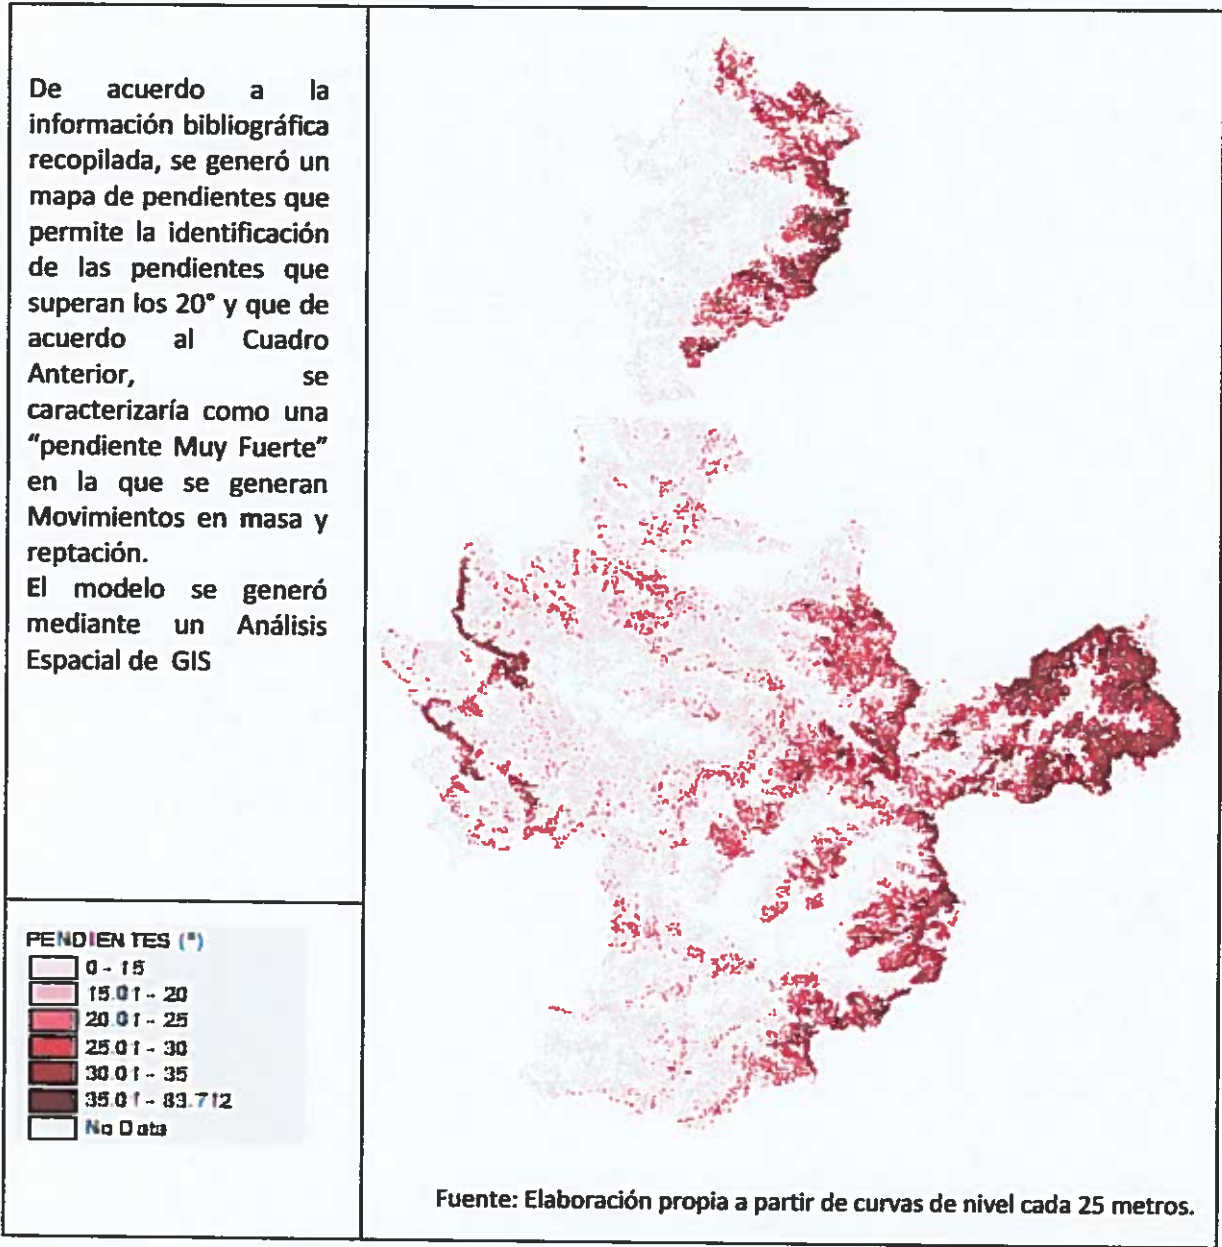 De acuerdo a la
información bibliográfica
recopilada, se generó un
mapa de pendientes que
permite la identificación
de las pendientes que
superan los 20° y que de
acuerdo al Cuadro
Anterior, se
caracterizaría como una
"pendiente Muy Fuerte"
en la que se generan
Movimientos en masa y
reptación.
El modelo se generó
mediante un Análisis
Espacial de GIS
PENDIENTES (°)
0 - 15
15.01 - 20
20.01 - 25
25.01 - 30
30.01 - 35
35.01 - 83.712
No Data
Fuente: Elaboración propia a partir de curvas de nivel cada 25 metros.